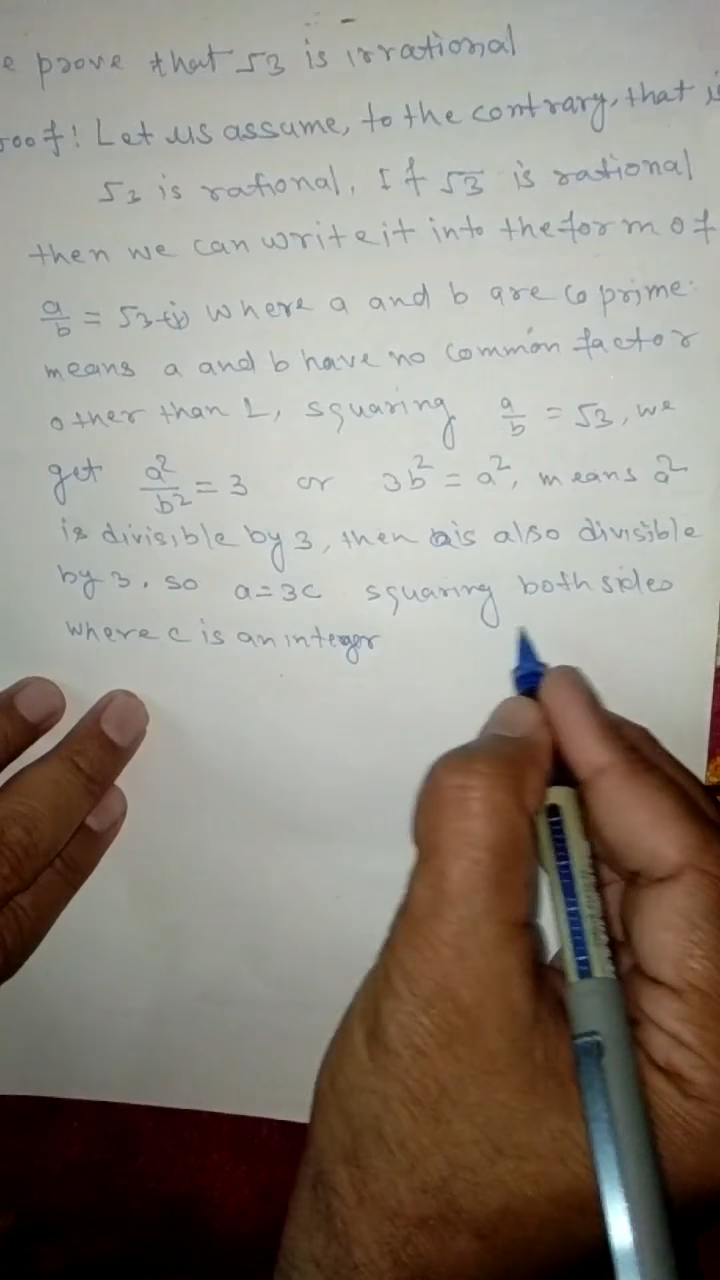 e prove that √3 is irrational
roof: Let us assume, to the contrary, that is
√3 is rational. If √3 is rational
then we can write it into the form of
a/b = √3 -(i) where a and b are coprime.
means a and b have no common factor
other than 1, squaring a/b = √3, we
get a²/b² = 3 or 3b² = a², means a²
is divisible by 3, then a is also divisible
by 3. so a = 3c squaring both sides
where c is an integer